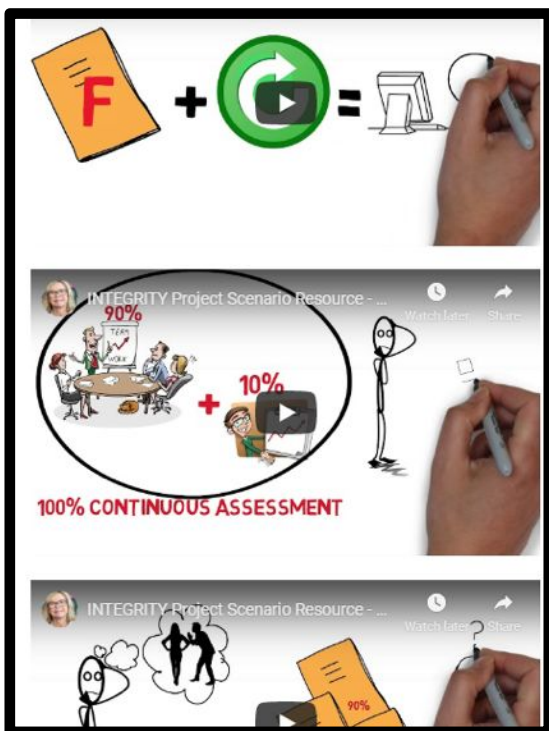 F + =
INTEGRITY Project Scenario Resource - ...
Watch later Share
90%
TEAM
WORK
+ 10%
100% CONTINUOUS ASSESSMENT
INTEGRITY Project Scenario Resource - ...
Watch later Share
?
90%